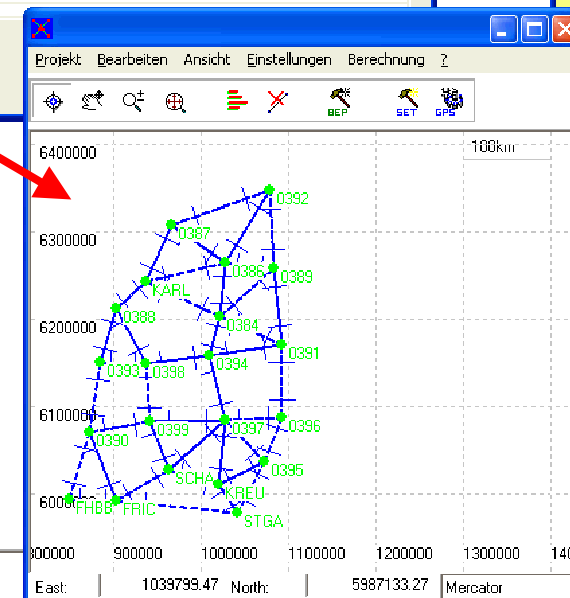 Projekt Bearbeiten Ansicht Einstellungen Berechnung ?
BEP SET GPS
6400000
100km
0392
0387
6300000
0386 0389
KARL
0388
0384
6200000
0391
0394
0393 0398
6100000
0399 0397 0396
0390
0395
SCHA
KREU
FHBB FRIC
STGA
800000 900000 1000000 1100000 1200000 1300000
East: 1039799.47 North: 5987133.27 Mercator